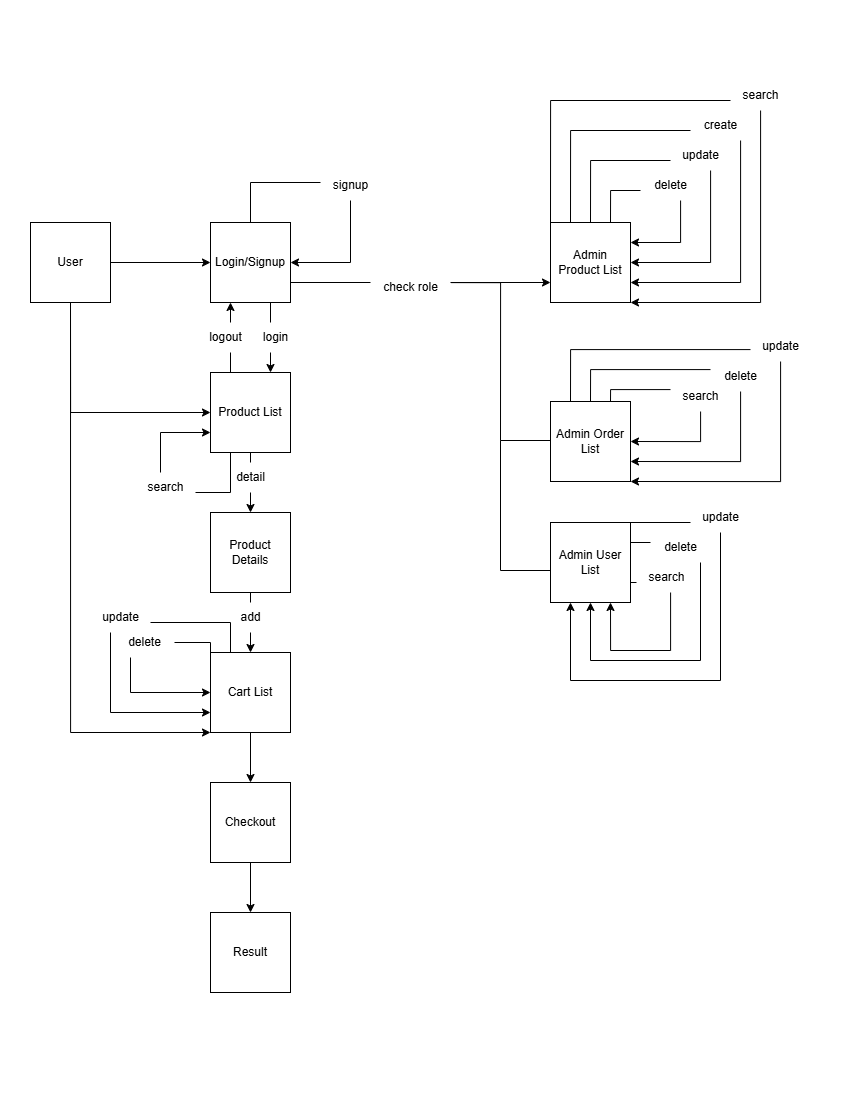 search
create
update
delete
signup
User
Login/Signup
Admin
Product List
check role
logout
login
update
delete
search
Product List
Admin Order
List
search
detail
update
delete
search
Product
Details
Admin User
List
update
delete
add
Cart List
Checkout
Result